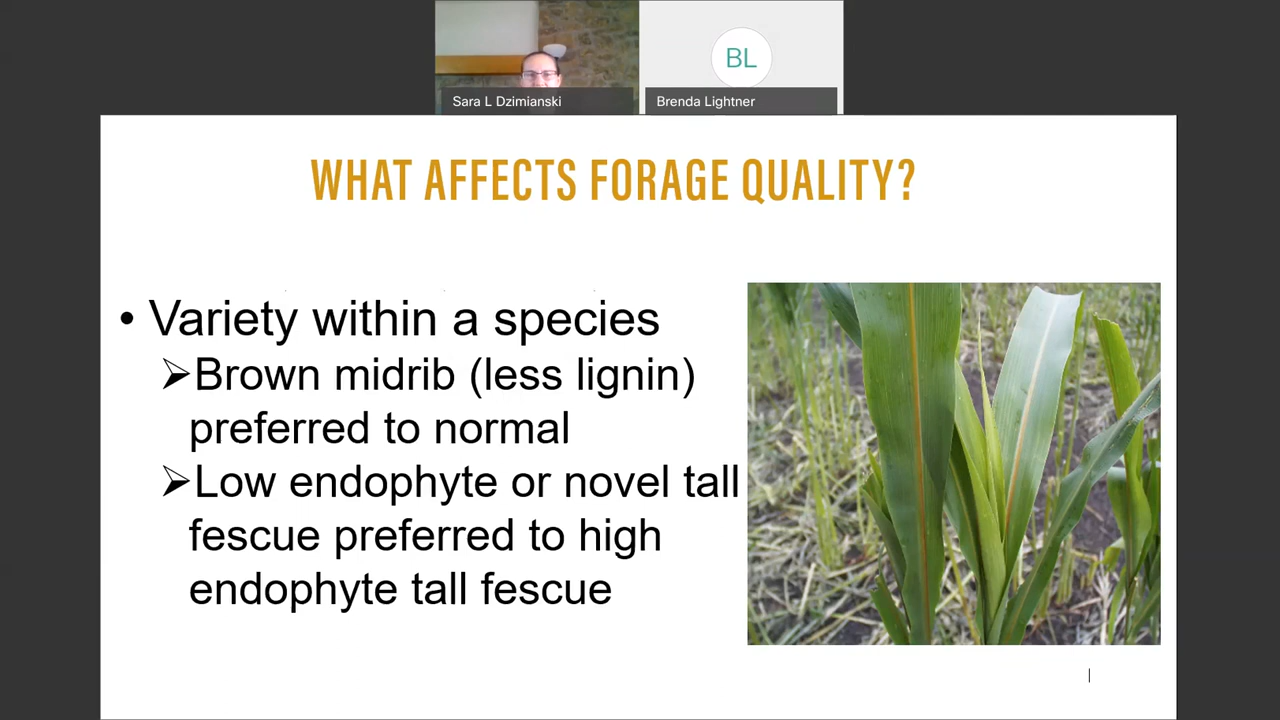 BL
Sara L Dzimianski
Brenda Lightner
WHAT AFFECTS FORAGE QUALITY?
• Variety within a species
➢Brown midrib (less lignin)
preferred to normal
➢Low endophyte or novel tall
fescue preferred to high
endophyte tall fescue